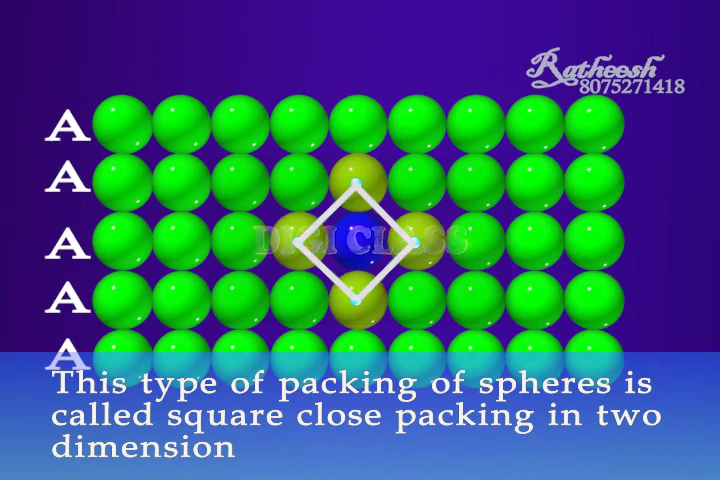 Ratheesh
8075271418
A
A
A
DIGI CLASS
A
A
This type of packing of spheres is
called square close packing in two
dimension